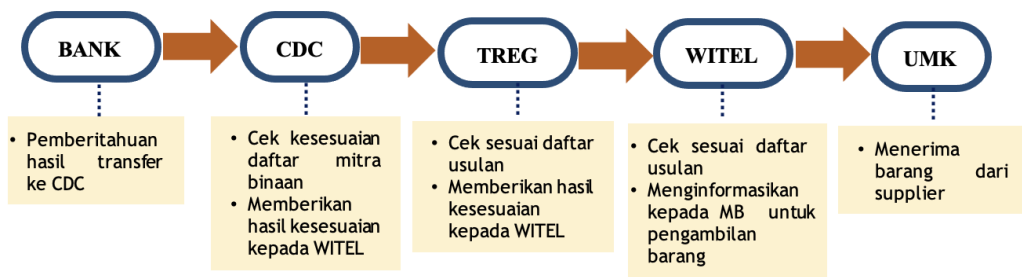 BANK
CDC
TREG
WITEL
UMK
• Pemberitahuan
hasil transfer
ke CDC
• Cek kesesuaian
daftar mitra
binaan
• Memberikan
hasil kesesuaian
kepada WITEL
• Cek sesuai daftar
usulan
• Memberikan hasil
kesesuaian
kepada WITEL
• Cek sesuai daftar
usulan
• Menginformasikan
kepada MB untuk
pengambilan
barang
• Menerima
barang dari
supplier